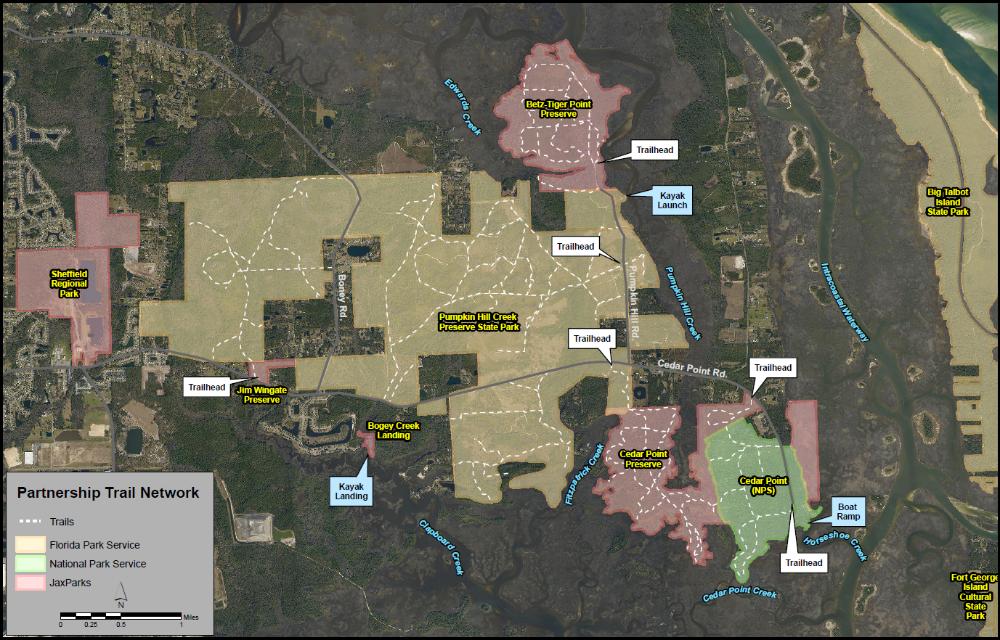 Edwards Creek
Betz-Tiger Point
Preserve
Trailhead
Kayak
Launch
Big Talbot
Island
State Park
Trailhead
Sheffield
Regional
Park
Boney Rd.
Pumpkin Hill Rd.
Pumpkin Hill Creek
Intracoastal Waterway
Pumpkin Hill Creek
Preserve State Park
Trailhead
Cedar Point Rd.
Trailhead
Trailhead
Jim Wingate
Preserve
Bogey Creek
Landing
Fitzpatrick Creek
Cedar Point
Preserve
Cedar Point
(NPS)
Kayak
Landing
Boat
Ramp
Clapboard Creek
Horseshoe Creek
Trailhead
Cedar Point Creek
Fort George
Island
Cultural
State
Park
Partnership Trail Network
Trails
Florida Park Service
National Park Service
JaxParks
N
Miles
0 0.25 0.5 1